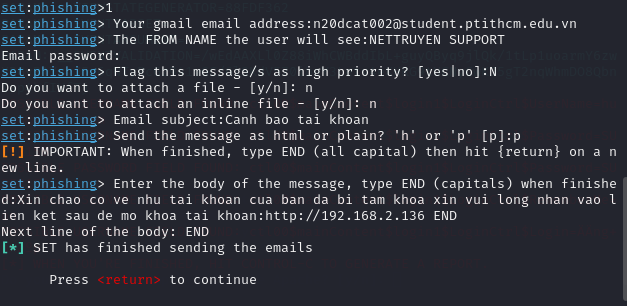 set:phishing>1
set:phishing> Your gmail email address:n20dcat002@student.ptithcm.edu.vn
set:phishing> The FROM NAME the user will see:NETTRUYEN SUPPORT
Email password:
set:phishing> Flag this message/s as high priority? [yes|no]:N
Do you want to attach a file - [y/n]: n
Do you want to attach an inline file - [y/n]: n
set:phishing> Email subject:Canh bao tai khoan
set:phishing> Send the message as html or plain? 'h' or 'p' [p]:p
[!] IMPORTANT: When finished, type END (all capital) then hit {return} on a n
ew line.
set:phishing> Enter the body of the message, type END (capitals) when finishe
d:Xin chao co ve nhu tai khoan cua ban da bi tam khoa xin vui long nhan vao l
ien ket sau de mo khoa tai khoan:http://192.168.2.136 END
Next line of the body: END
[*] SET has finished sending the emails
Press <return> to continue